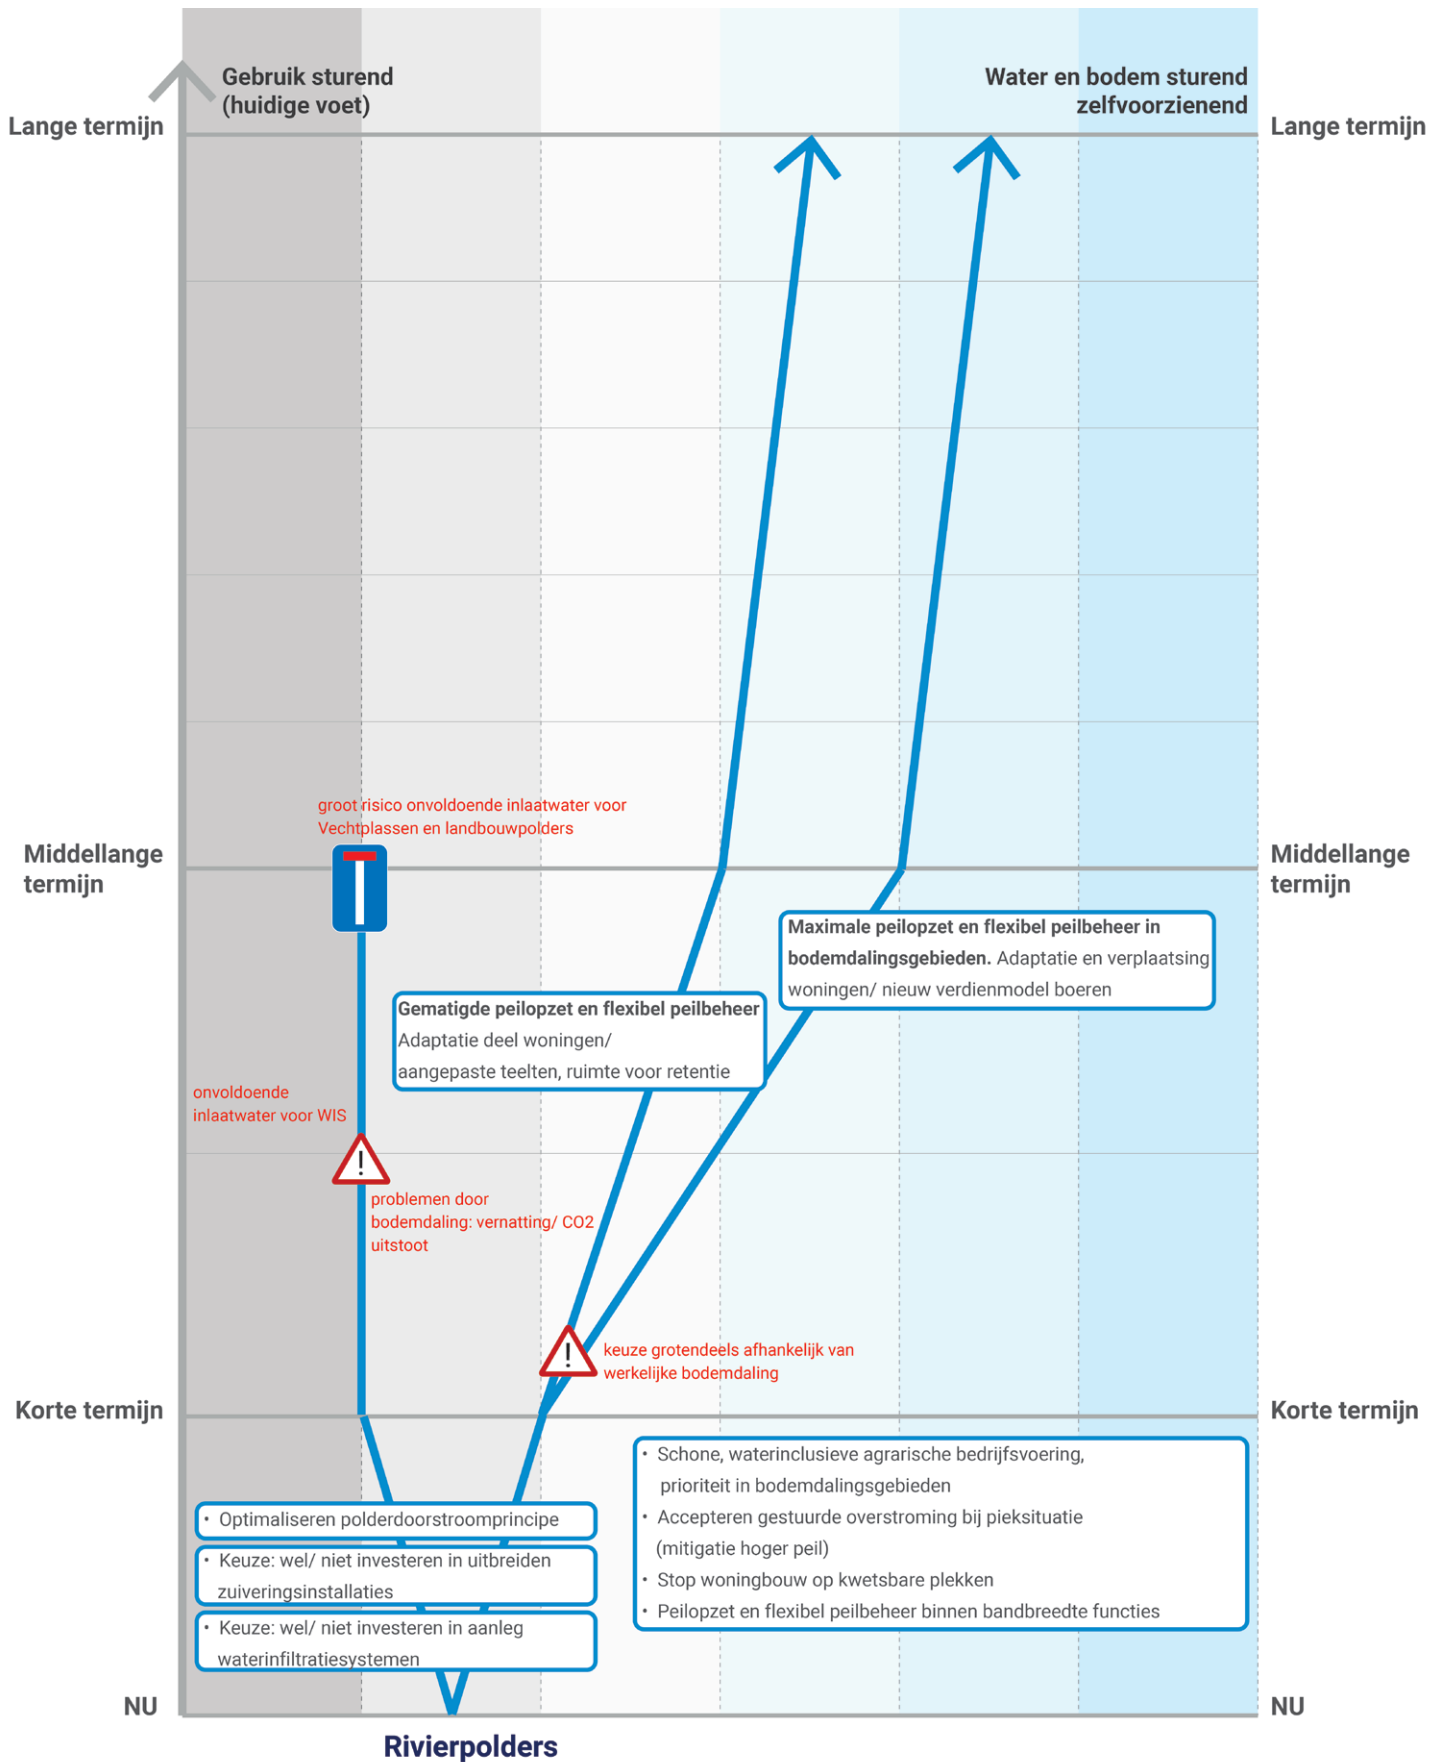 Gebruik sturend
(huidige voet)
Water en bodem sturend
zelfvoorzienend
Lange termijn
Lange termijn
groot risico onvoldoende inlaatwater voor
Vechtplassen en landbouwpolders
Middellange
termijn
Middellange
termijn
Maximale peilopzet en flexibel peilbeheer in
bodemdalingsgebieden. Adaptatie en verplaatsing
woningen/ nieuw verdienmodel boeren
Gematigde peilopzet en flexibel peilbeheer
Adaptatie deel woningen/
aangepaste teelten, ruimte voor retentie
onvoldoende
inlaatwater voor WIS
!
problemen door
bodemdaling: vernatting/ CO2
uitstoot
!
keuze grotendeels afhankelijk van
werkelijke bodemdaling
Korte termijn
Korte termijn
• Schone, waterinclusieve agrarische bedrijfsvoering,
prioriteit in bodemdalingsgebieden
• Accepteren gestuurde overstroming bij pieksituatie
(mitigatie hoger peil)
• Stop woningbouw op kwetsbare plekken
• Peilopzet en flexibel peilbeheer binnen bandbreedte functies
• Optimaliseren polderdoorstroomprincipe
• Keuze: wel/ niet investeren in uitbreiden
zuiveringsinstallaties
• Keuze: wel/ niet investeren in aanleg
waterinfiltratiesystemen
NU
NU
Rivierpolders